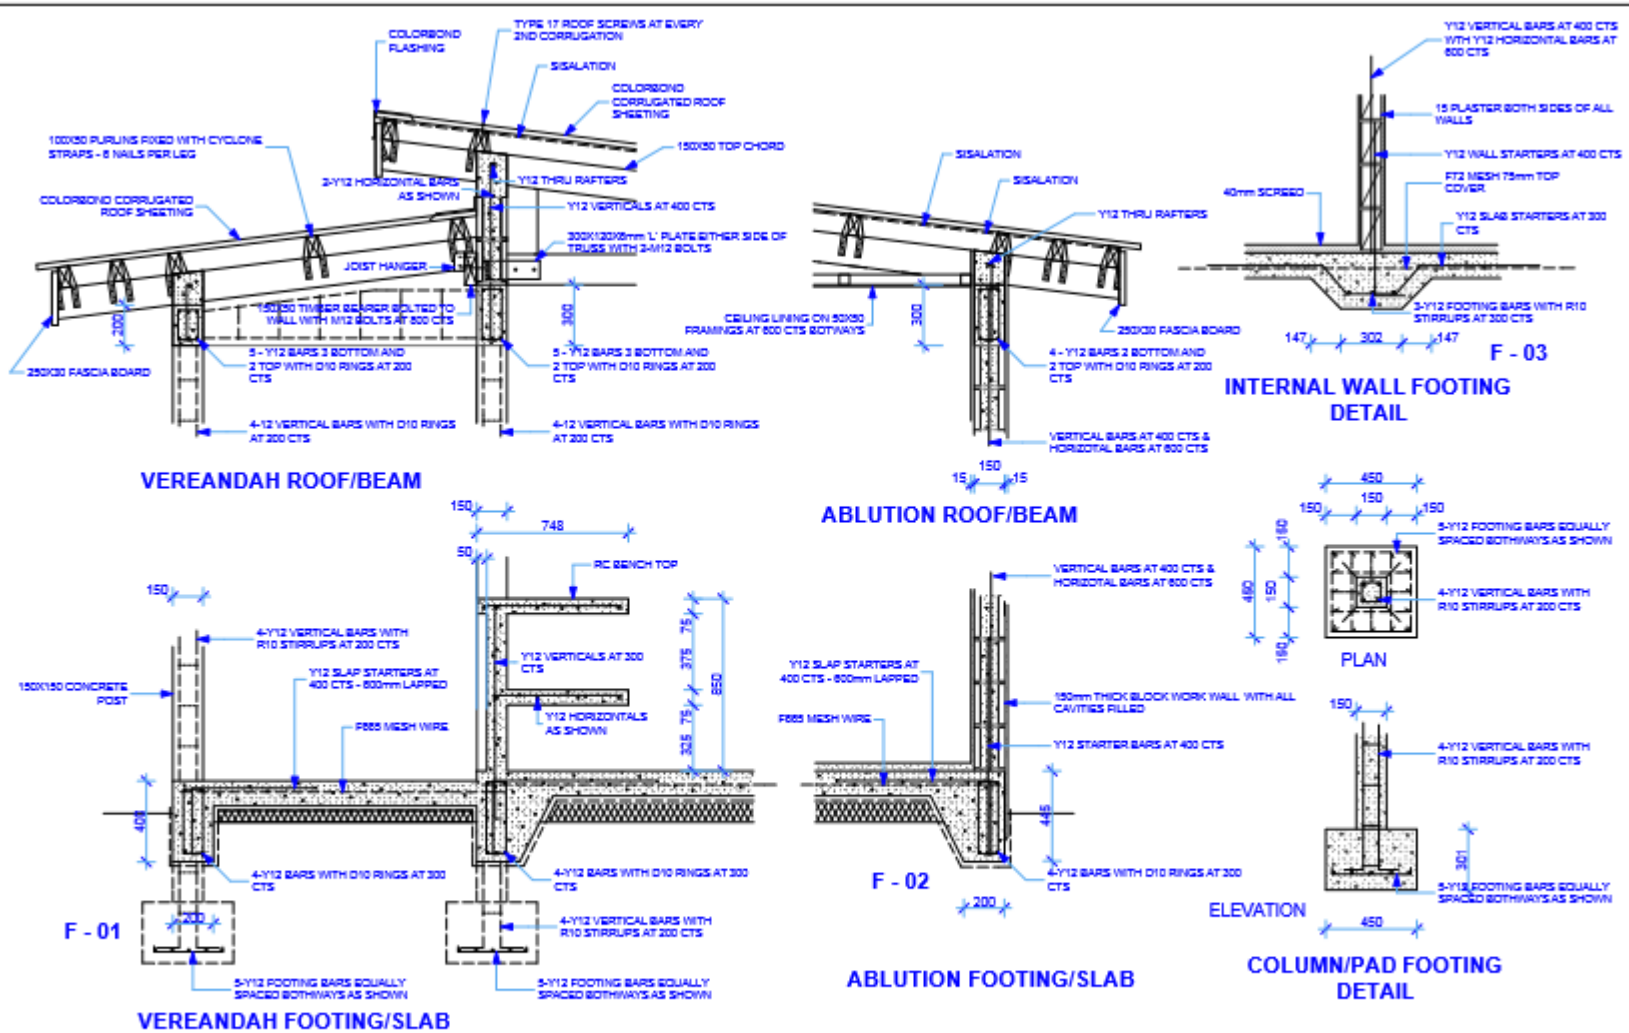 COLORBOND
FLASHING
TYPE 17 ROOF SCREWS AT EVERY
2ND CORRUGATION
SISALATION
COLORBOND
CORRUGATED ROOF
SHEETING
100X50 PURLINS FIXED WITH CYCLONE
STRAPS - 6 NAILS PER LEG
150X50 TOP CHORD
COLORBOND CORRUGATED
ROOF SHEETING
2-Y12 HORIZONTAL BARS
AS SHOWN
Y12 THRU RAFTERS
Y12 VERTICALS AT 400 CTS
300X120X6mm 'L' PLATE EITHER SIDE OF
TRUSS WITH 2-M12 BOLTS
JOIST HANGER
150X50 TIMBER BEARER BOLTED TO
WALL WITH M12 BOLTS AT 800 CTS
200
300
250X30 FASCIA BOARD
5 - Y12 BARS 3 BOTTOM AND
2 TOP WITH D10 RINGS AT 200
CTS
5 - Y12 BARS 3 BOTTOM AND
2 TOP WITH D10 RINGS AT 200
CTS
4-12 VERTICAL BARS WITH D10 RINGS
AT 200 CTS
4-12 VERTICAL BARS WITH D10 RINGS
AT 200 CTS
VEREANDAH ROOF/BEAM
SISALATION
SISALATION
Y12 THRU RAFTERS
CEILING LINING ON 50X50
FRAMINGS AT 600 CTS BOTWAYS
300
250X30 FASCIA BOARD
4 - Y12 BARS 2 BOTTOM AND
2 TOP WITH D10 RINGS AT 200
CTS
VERTICAL BARS AT 400 CTS &
HORIZOTAL BARS AT 600 CTS
150
15
15
ABLUTION ROOF/BEAM
Y12 VERTICAL BARS AT 400 CTS
WTH Y12 HORIZONTAL BARS AT
600 CTS
15 PLASTER BOTH SIDES OF ALL
WALLS
Y12 WALL STARTERS AT 400 CTS
F72 MESH 75mm TOP
COVER
40mm SCREED
Y12 SLAB STARTERS AT 300
CTS
3-Y12 FOOTING BARS WITH R10
STIRRUPS AT 300 CTS
147
302
147
F - 03
INTERNAL WALL FOOTING
DETAIL
150
748
50
RC BENCH TOP
150
4-Y12 VERTICAL BARS WITH
R10 STIRRUPS AT 200 CTS
Y12 SLAP STARTERS AT
400 CTS - 600mm LAPPED
150X150 CONCRETE
POST
F665 MESH WIRE
Y12 VERTICALS AT 300
CTS
Y12 HORIZONTALS
AS SHOWN
75
375
75
325
850
400
4-Y12 BARS WITH D10 RINGS AT 300
CTS
4-Y12 BARS WITH D10 RINGS AT 300
CTS
F - 01
200
4-Y12 VERTICAL BARS WITH
R10 STIRRUPS AT 200 CTS
5-Y12 FOOTING BARS EQUALLY
SPACED BOTHWAYS AS SHOWN
5-Y12 FOOTING BARS EQUALLY
SPACED BOTHWAYS AS SHOWN
VEREANDAH FOOTING/SLAB
VERTICAL BARS AT 400 CTS &
HORIZOTAL BARS AT 600 CTS
Y12 SLAP STARTERS AT
400 CTS - 600mm LAPPED
150mm THICK BLOCK WORK WALL WITH ALL
CAVITIES FILLED
F665 MESH WIRE
Y12 STARTER BARS AT 400 CTS
445
4-Y12 BARS WITH D10 RINGS AT 300
CTS
F - 02
200
ABLUTION FOOTING/SLAB
450
150
150
150
5-Y12 FOOTING BARS EQUALLY
SPACED BOTHWAYS AS SHOWN
450
150
150
150
4-Y12 VERTICAL BARS WITH
R10 STIRRUPS AT 200 CTS
PLAN
150
4-Y12 VERTICAL BARS WITH
R10 STIRRUPS AT 200 CTS
301
5-Y12 FOOTING BARS EQUALLY
SPACED BOTHWAYS AS SHOWN
ELEVATION
450
COLUMN/PAD FOOTING
DETAIL